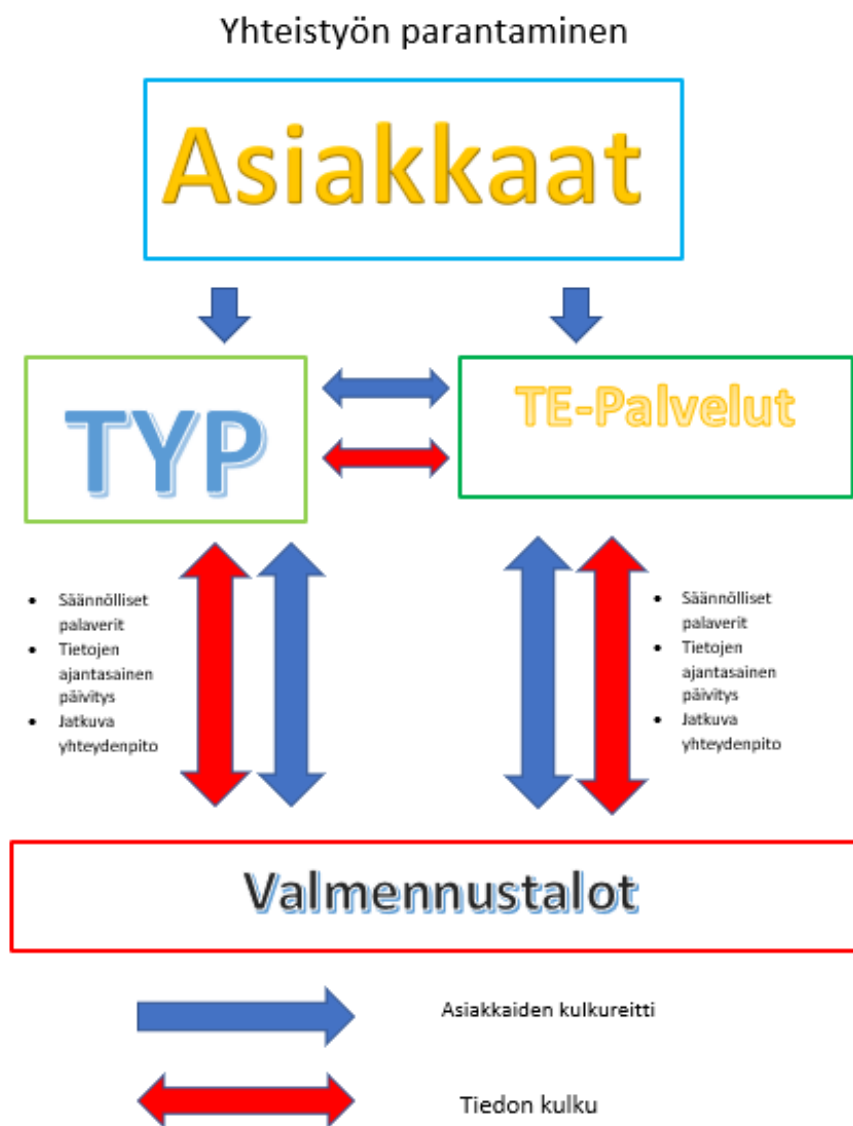 Yhteistyön parantaminen
Asiakkaat
TYP
TE-Palvelut
• Säännölliset
palaverit
• Tietojen
ajantasainen
päivitys
• Jatkuva
yhteydenpito
• Säännölliset
palaverit
• Tietojen
ajantasainen
päivitys
• Jatkuva
yhteydenpito
Valmennustalot
Asiakkaiden kulkureitti
Tiedon kulku